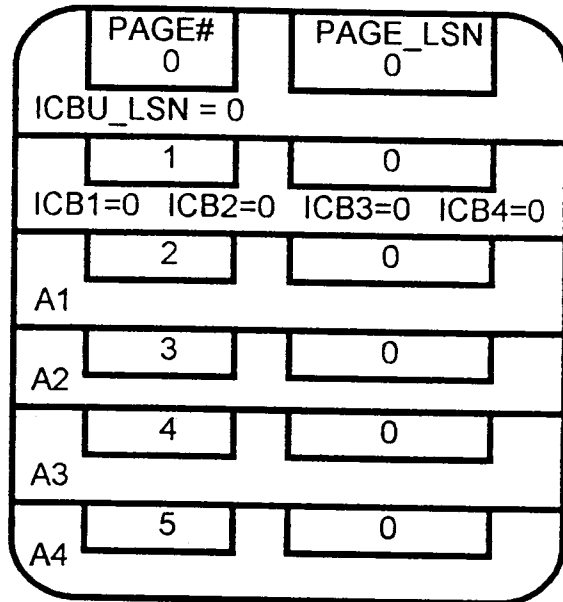 PAGE# PAGE_LSN
0 0
ICBU_LSN = 0
1 0
ICB1=0 ICB2=0 ICB3=0 ICB4=0
2 0
A1
3 0
A2
4 0
A3
5 0
A4